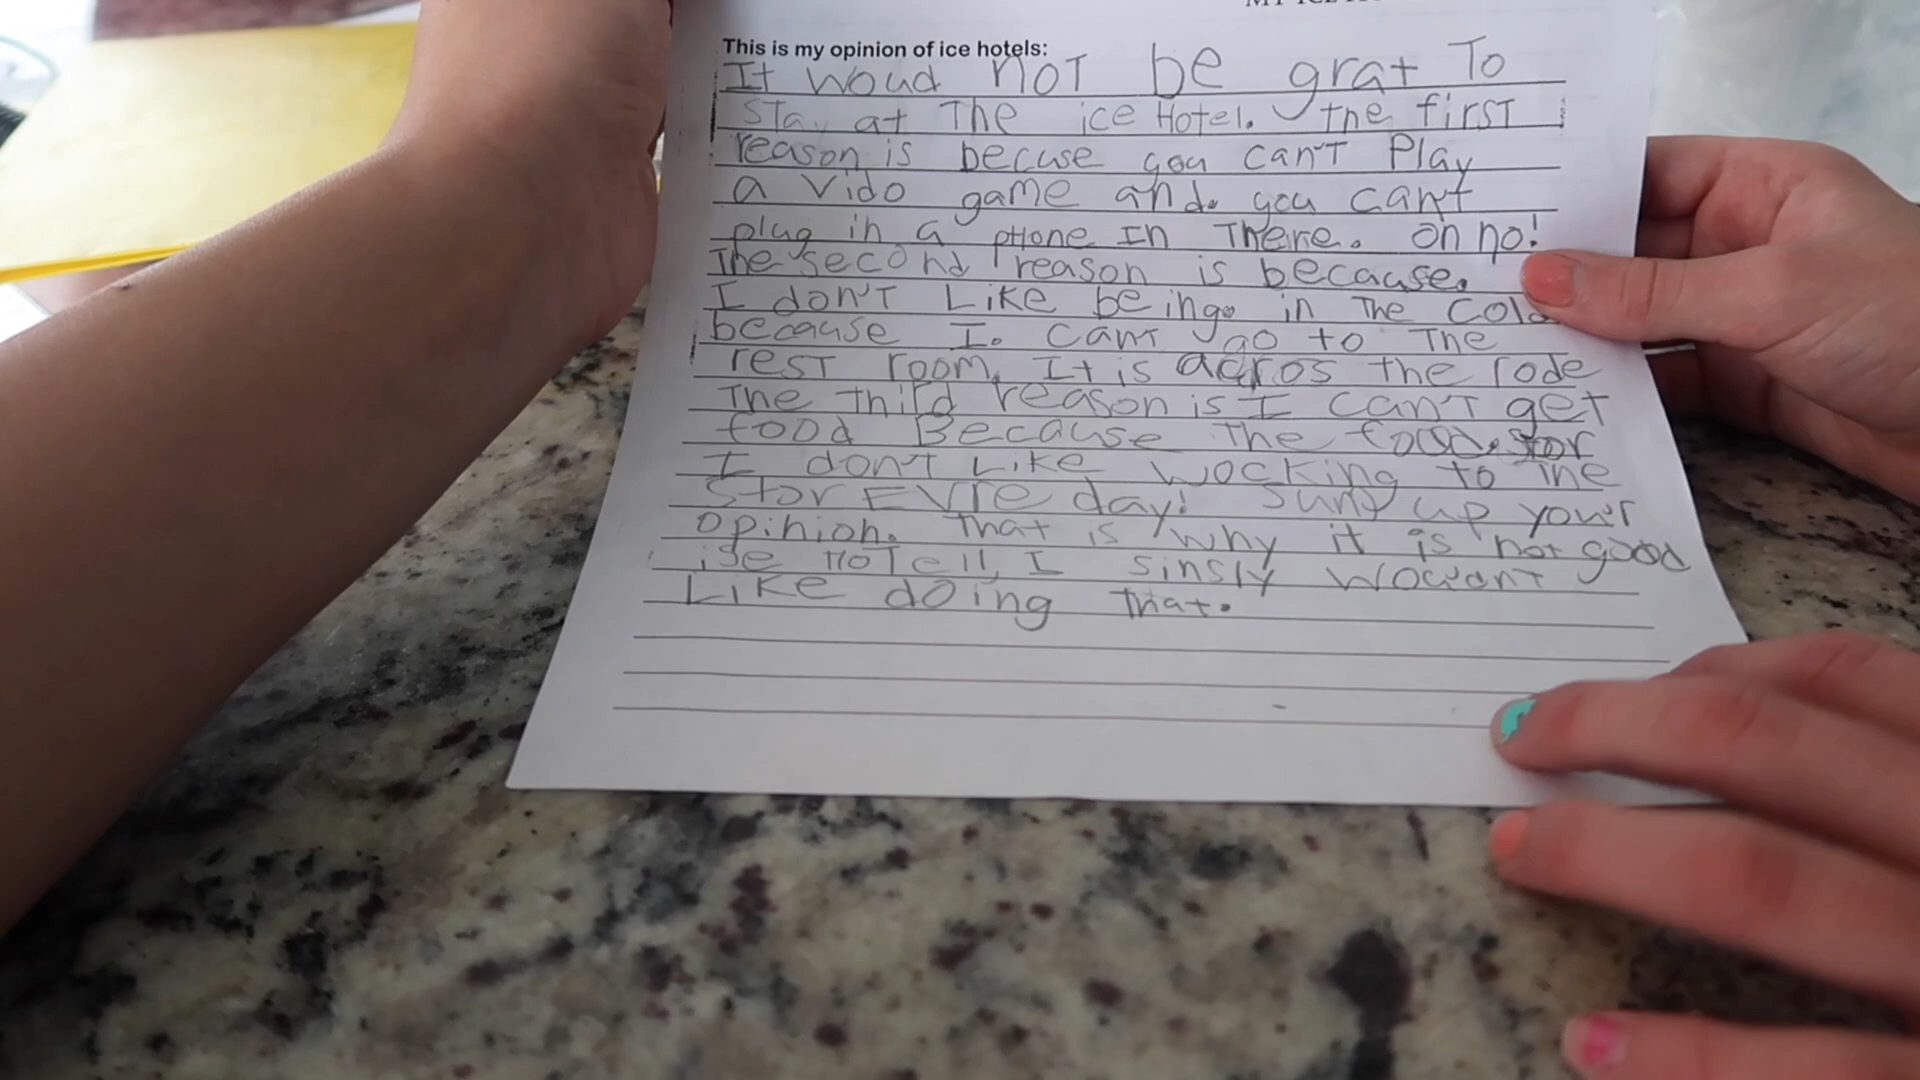 This is my opinion of ice hotels:
It woud not be grat To
Stay at The ice Hotel. the first
reason is becuse you can't Play
a vido game and. you can't
plug in a pHone In There. Oh no!
The second reason is because.
I don't Like being. in The Cold
because I. can't go to The
rest room. It is acros the rode
The third reason is I can't get
food Because The food. stor
I don't Like wocking to The
Stor EVre day! Sum up your
opinion. That is why it is not good
ise HoTell, I sinsly wowdnt
Like doing that.